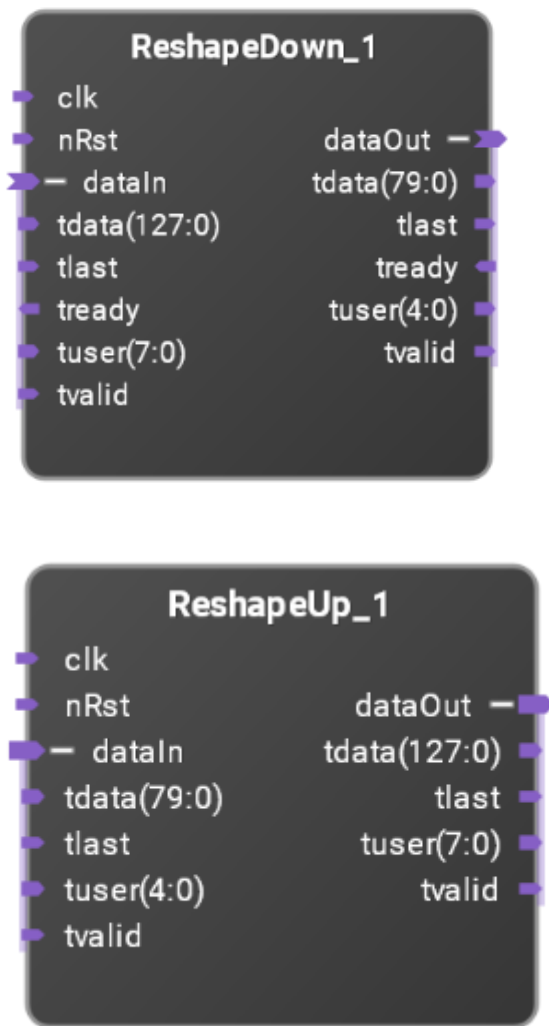 ReshapeDown_1
clk
nRst
dataOut
dataIn
tdata(79:0)
tdata(127:0)
tlast
tlast
tready
tready
tuser(4:0)
tuser(7:0)
tvalid
tvalid
ReshapeUp_1
clk
nRst
dataOut
dataIn
tdata(127:0)
tdata(79:0)
tlast
tlast
tuser(7:0)
tuser(4:0)
tvalid
tvalid